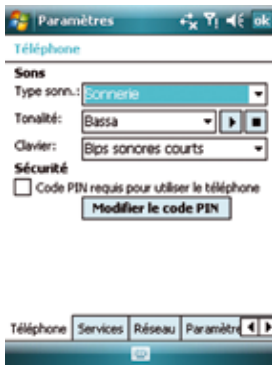 Paramètres ok
Téléphone
Sons
Type sonn.: Sonnerie
Tonalité: Bassa
Clavier: Bips sonores courts
Sécurité
Code PIN requis pour utiliser le téléphone
Modifier le code PIN
Téléphone Services Réseau Paramètre